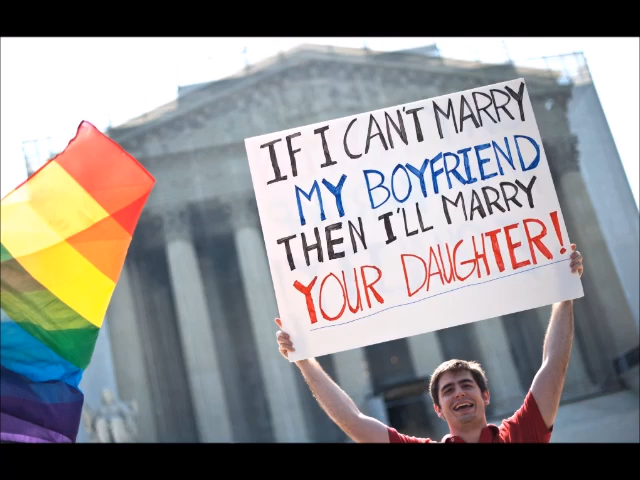 IF I CAN'T MARRY
MY BOYFRIEND
THEN I'LL MARRY
YOUR DAUGHTER!